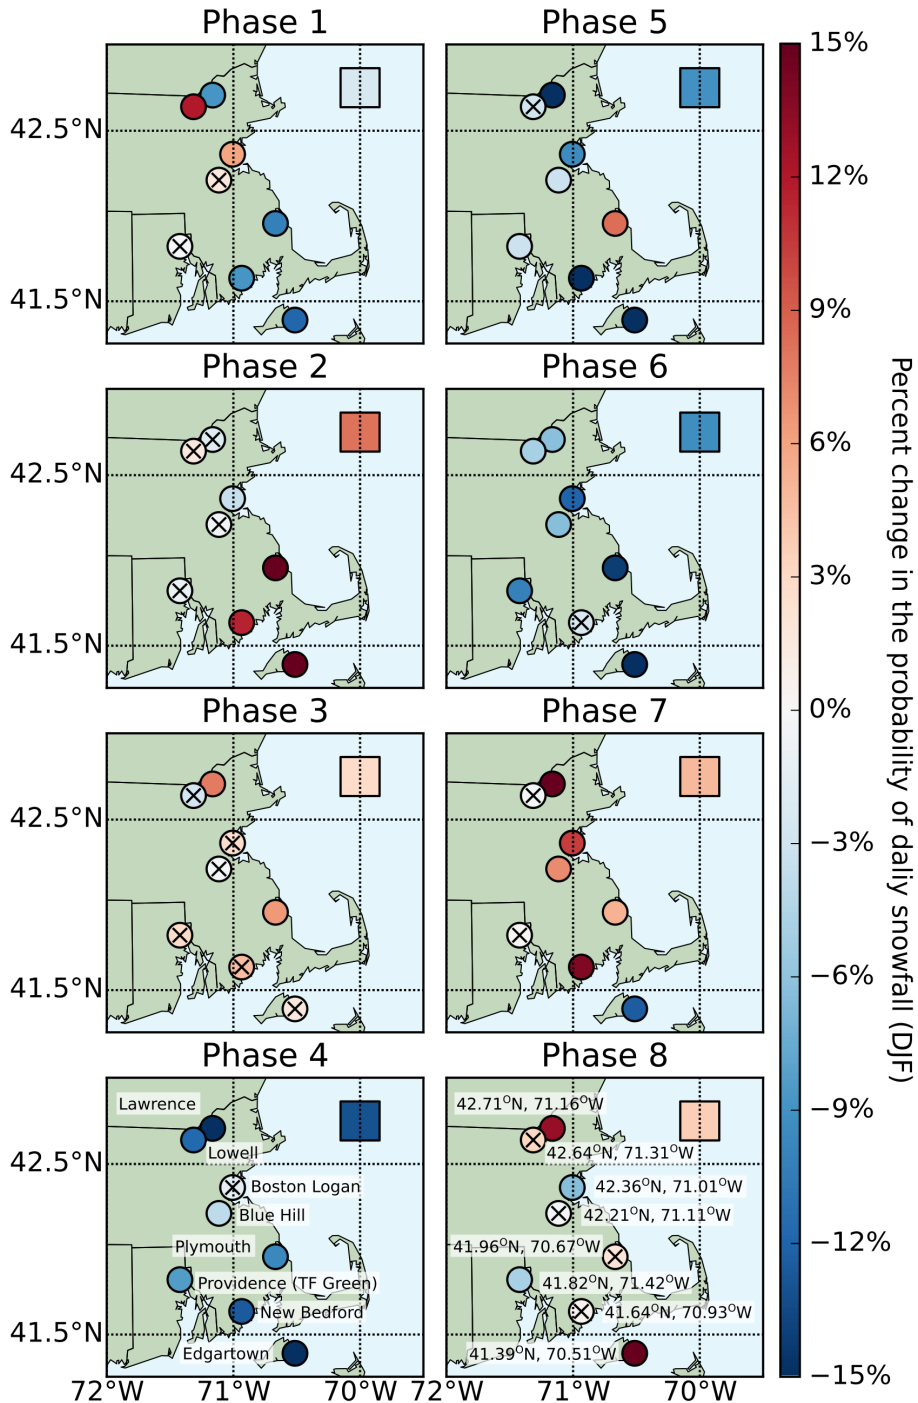 Phase 1
Phase 5
42.5°N
41.5°N
Phase 2
Phase 6
42.5°N
41.5°N
Phase 3
Phase 7
42.5°N
41.5°N
Phase 4
Phase 8
Lawrence
Lowell
Boston Logan
Blue Hill
Plymouth
Providence (TF Green)
New Bedford
Edgartown
42.71°N, 71.16°W
42.64°N, 71.31°W
42.36°N, 71.01°W
42.21°N, 71.11°W
41.96°N, 70.67°W
41.82°N, 71.42°W
41.64°N, 70.93°W
41.39°N, 70.51°W
42.5°N
41.5°N
72°W 71°W 70°W 72°W 71°W 70°W
15%
12%
9%
6%
3%
0%
−3%
−6%
−9%
−12%
−15%
Percent change in the probability of daliy snowfall (DJF)